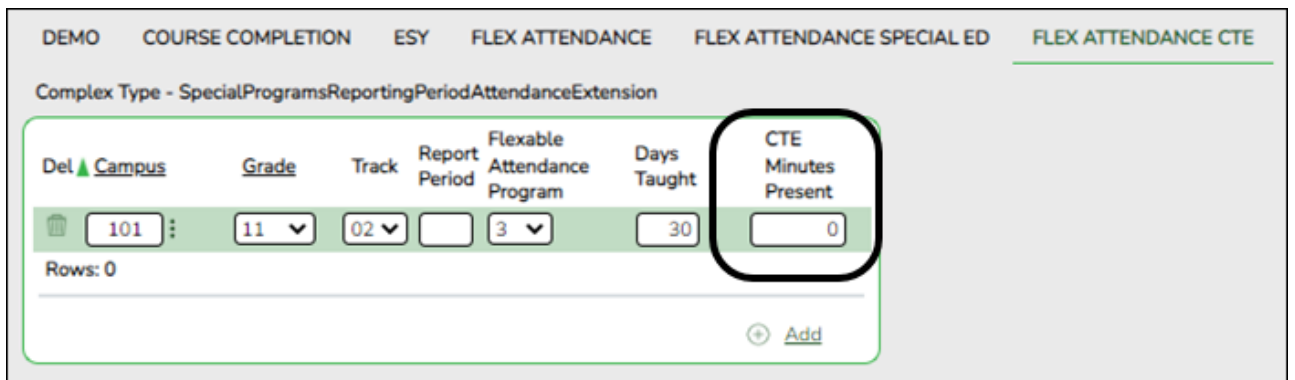 DEMO COURSE COMPLETION ESY FLEX ATTENDANCE FLEX ATTENDANCE SPECIAL ED FLEX ATTENDANCE CTE
Complex Type - SpecialProgramsReportingPeriodAttendanceExtension
Del Campus Grade Track Report Period Flexable Attendance Program Days Taught CTE Minutes Present
101 11 02 3 30 0
Rows: 0
Add